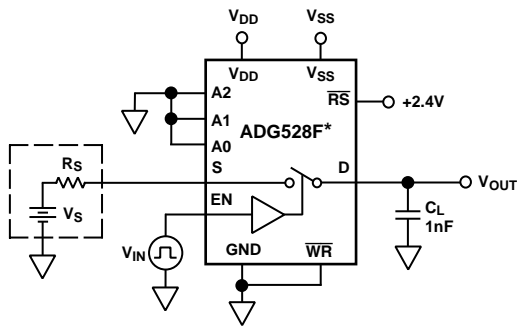 VDD
VSS
VDD
VSS
A2
RS
+2.4V
A1
ADG528F*
A0
S
D
RS
VOUT
EN
VS
CL
1nF
VIN
GND
WR